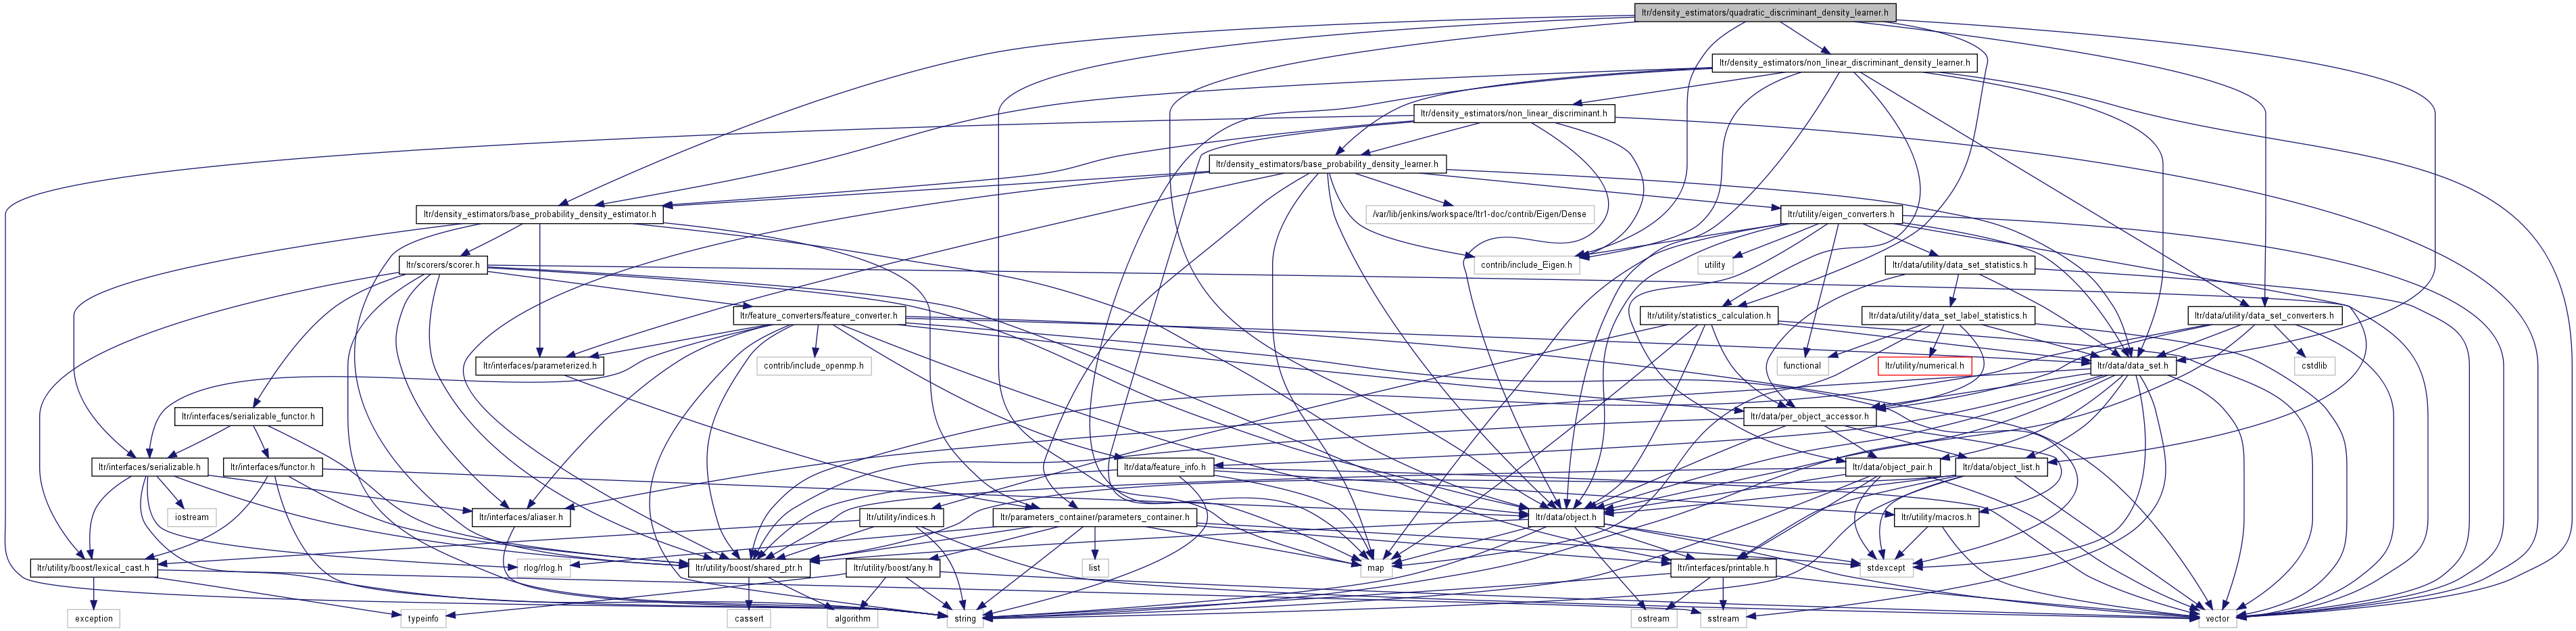 ltr/density_estimators/quadratic_discriminant_density_learner.h
ltr/density_estimators/non_linear_discriminant_density_learner.h
ltr/density_estimators/non_linear_discriminant.h
ltr/density_estimators/base_probability_density_learner.h
ltr/density_estimators/base_probability_density_estimator.h
/var/lib/jenkins/workspace/ltr1-doc/contrib/Eigen/Dense
ltr/utility/eigen_converters.h
ltr/scorers/scorer.h
contrib/include_Eigen.h
utility
ltr/data/utility/data_set_statistics.h
ltr/feature_converters/feature_converter.h
ltr/utility/statistics_calculation.h
ltr/data/utility/data_set_label_statistics.h
ltr/data/utility/data_set_converters.h
ltr/interfaces/parameterized.h
contrib/include_openmp.h
functional
ltr/utility/numerical.h
ltr/data/data_set.h
cstdlib
ltr/interfaces/serializable_functor.h
ltr/data/per_object_accessor.h
ltr/interfaces/serializable.h
ltr/interfaces/functor.h
ltr/data/feature_info.h
ltr/data/object_pair.h
ltr/data/object_list.h
iostream
ltr/interfaces/aliaser.h
ltr/utility/indices.h
ltr/parameters_container/parameters_container.h
ltr/data/object.h
ltr/utility/macros.h
ltr/utility/boost/lexical_cast.h
rlog/rlog.h
ltr/utility/boost/shared_ptr.h
ltr/utility/boost/any.h
list
map
ltr/interfaces/printable.h
stdexcept
exception
typeinfo
cassert
algorithm
string
ostream
sstream
vector